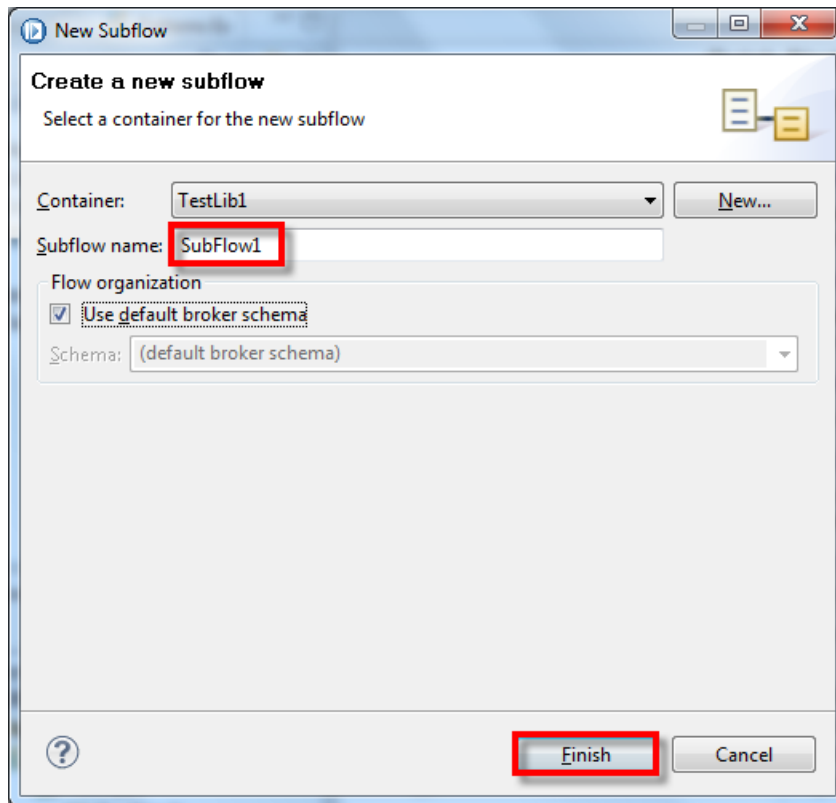 New Subflow
Create a new subflow
Select a container for the new subflow
Container: TestLib1 New...
Subflow name: SubFlow1
Flow organization
Use default broker schema
Schema: (default broker schema)
Finish Cancel